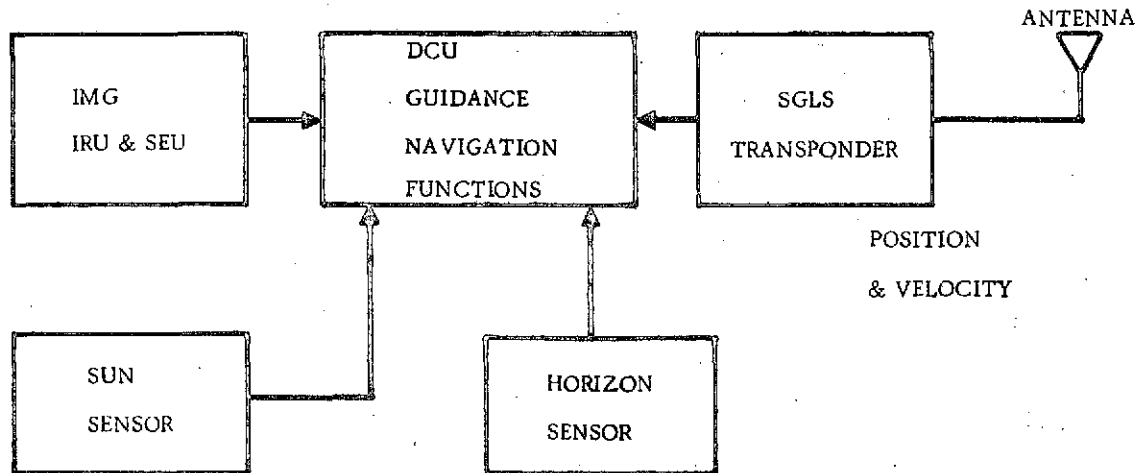 ANTENNA
IMG
IRU & SEU
DCU
GUIDANCE
NAVIGATION
FUNCTIONS
SGLS
TRANSPONDER
POSITION
& VELOCITY
SUN
SENSOR
HORIZON
SENSOR